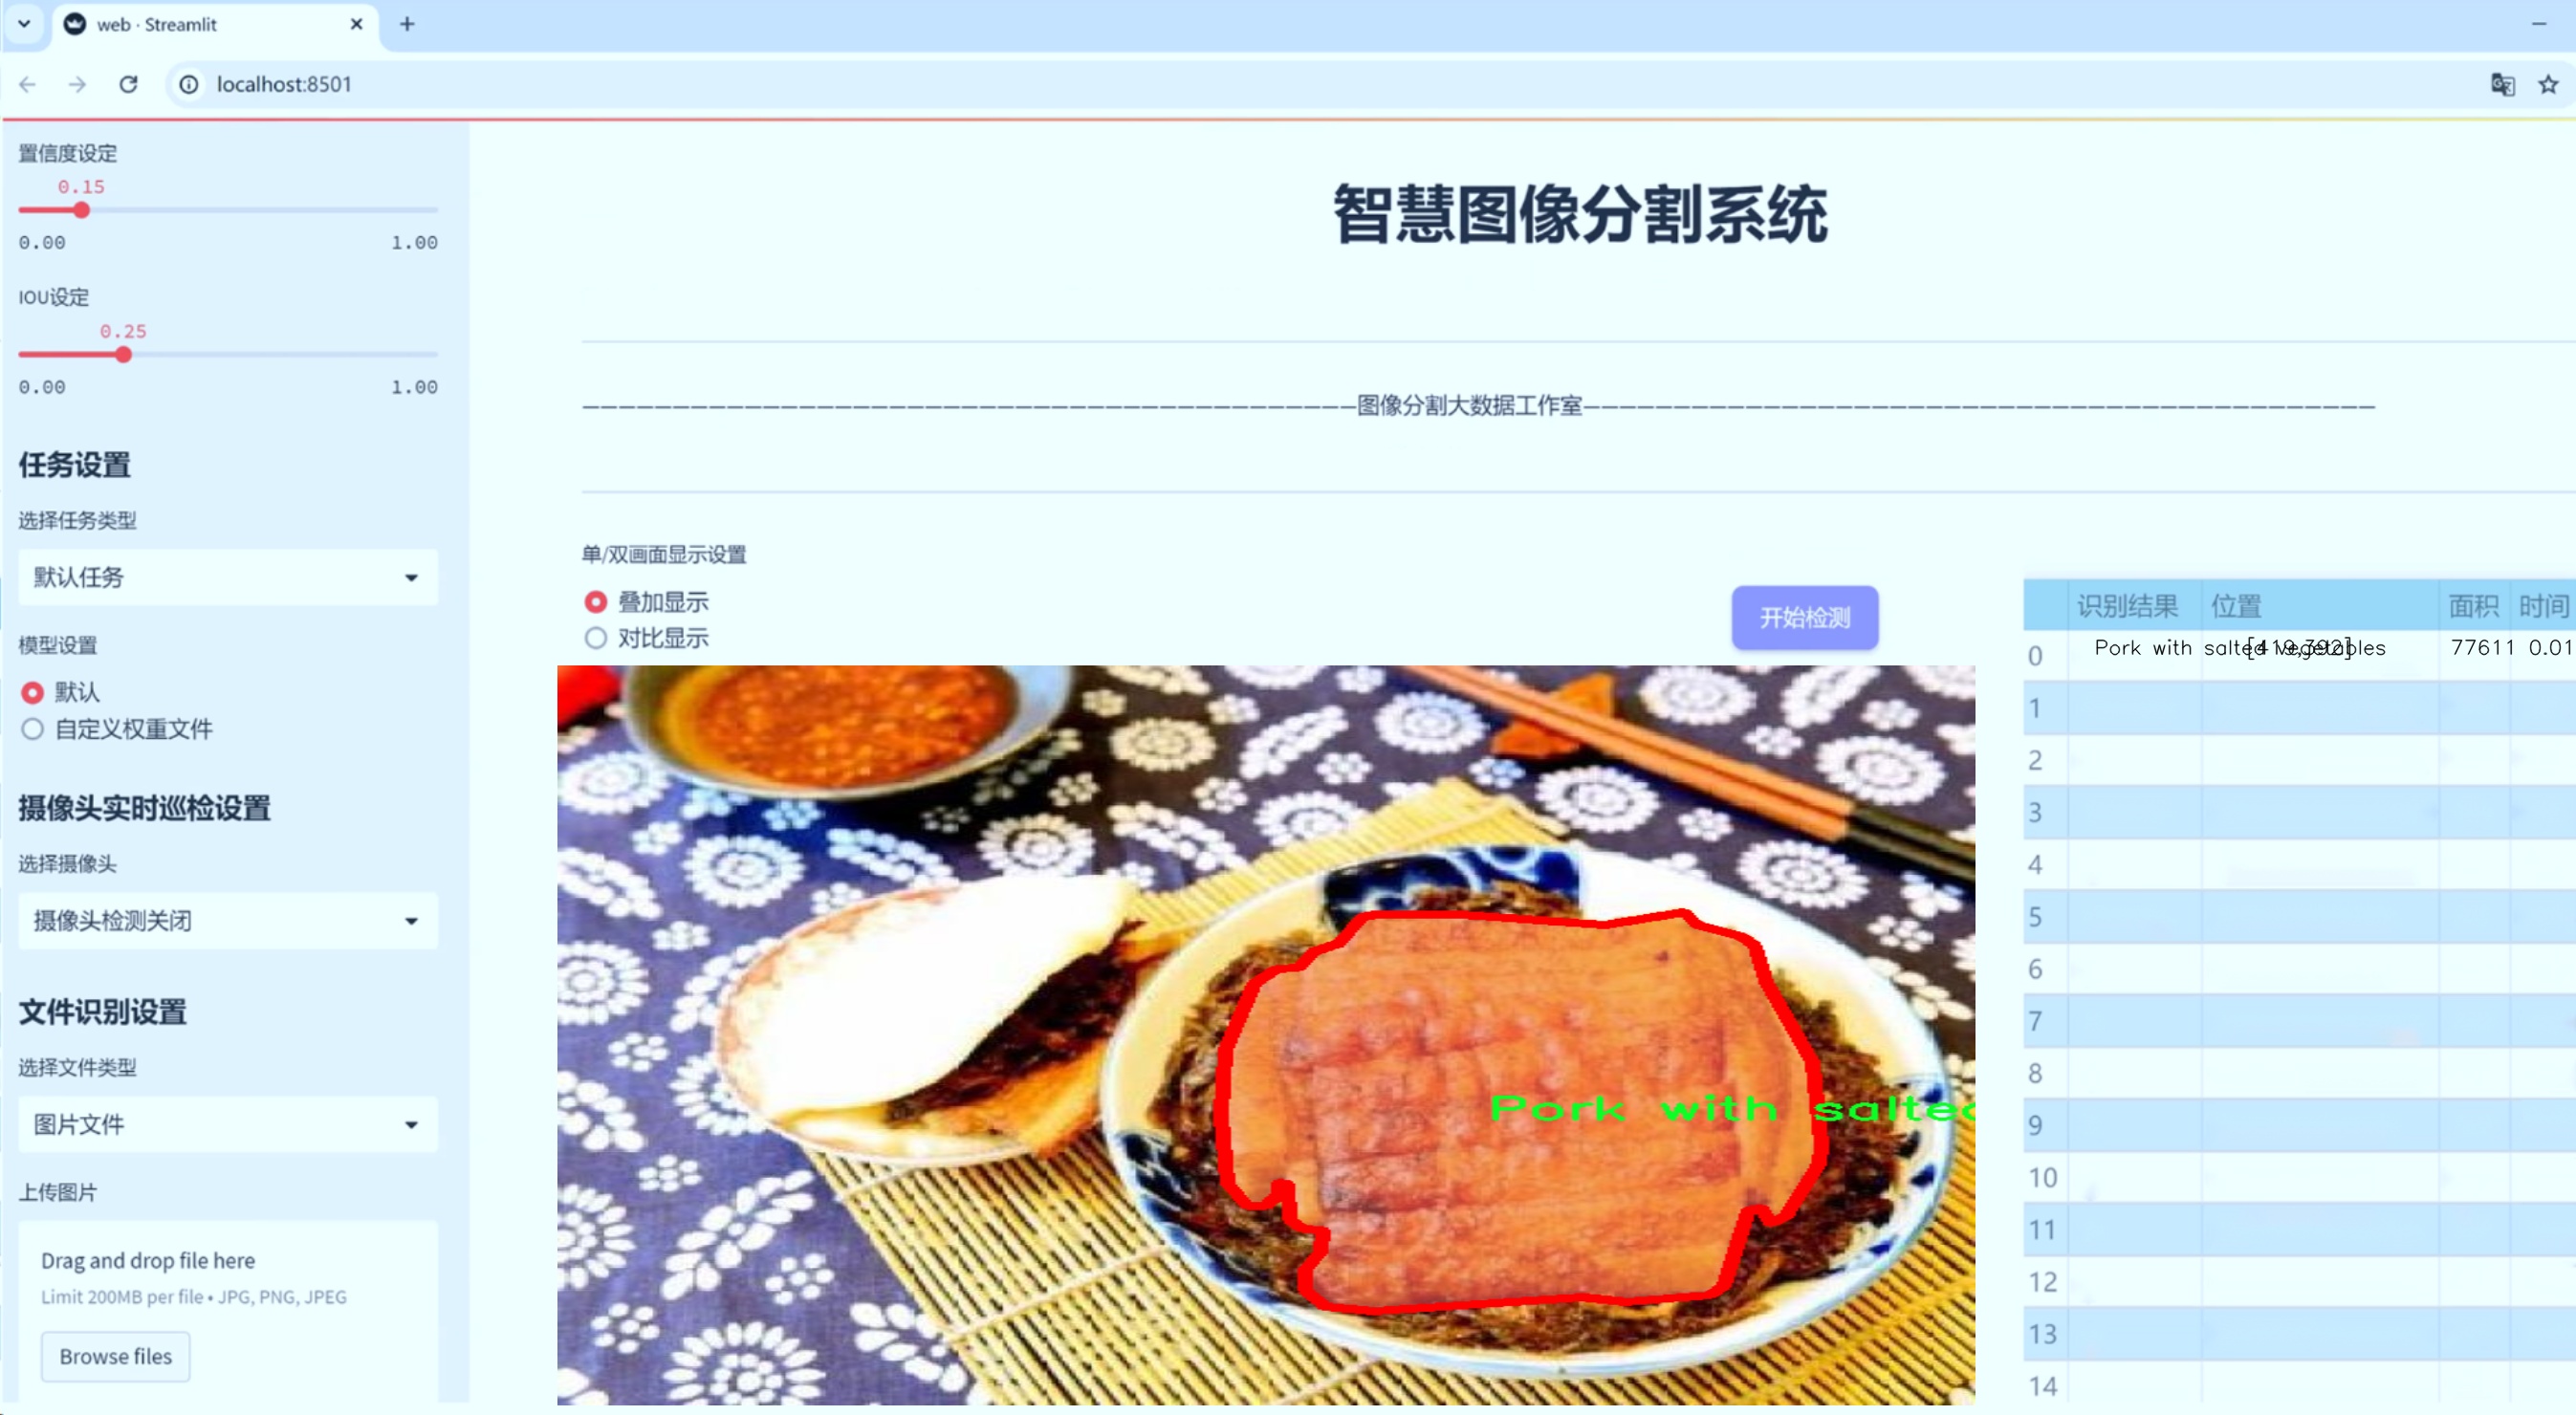 web · Streamlit
localhost:8501
置信度设定
0.15
0.00 1.00
IOU设定
0.25
0.00 1.00
任务设置
选择任务类型
默认任务
模型设置
默认
自定义权重文件
摄像头实时巡检设置
选择摄像头
摄像头检测关闭
文件识别设置
选择文件类型
图片文件
上传图片
Drag and drop file here
Limit 200MB per file • JPG, PNG, JPEG
Browse files
智慧图像分割系统
图像分割大数据工作室
单/双画面显示设置
叠加显示
对比显示
开始检测
Pork with salted
识别结果 位置 面积 时间
0 Pork with salted vegetables [419,392] 77611 0.01
1
2
3
4
5
6
7
8
9
10
11
12
13
14